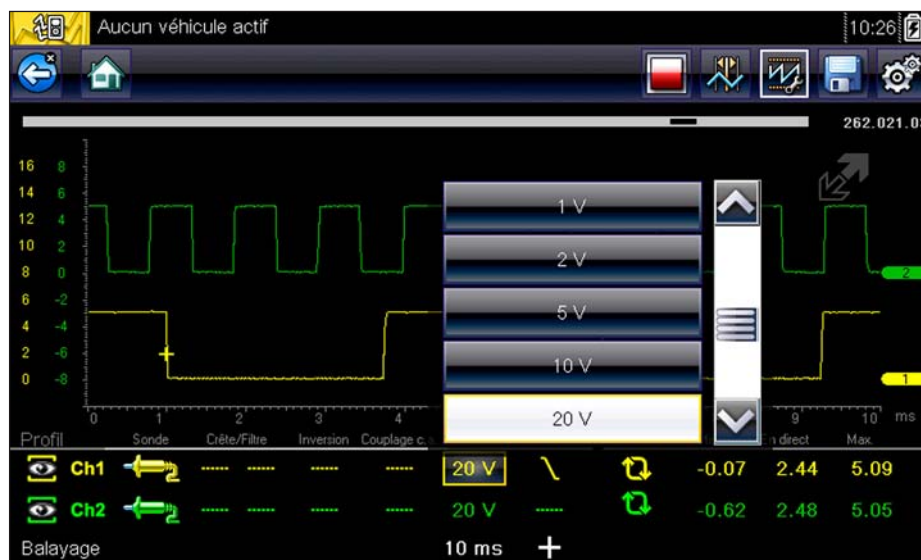 Aucun véhicule actif 10:26
262.021.0
16 8
14 6
12 4
10 2
8 0
6 -2
4 -4
2 -6
0 -8
1 V
2 V
5 V
10 V
20 V
2
1
0 1 2 3 4 9 10 ms
Profil Sonde Crête/Filtre Inversion Couplage c. direct Max.
Ch1 ------ ------ ------ ------ 20 V -0.07 2.44 5.09
Ch2 ------ ------ ------ ------ 20 V ------ -0.62 2.48 5.05
Balayage 10 ms +